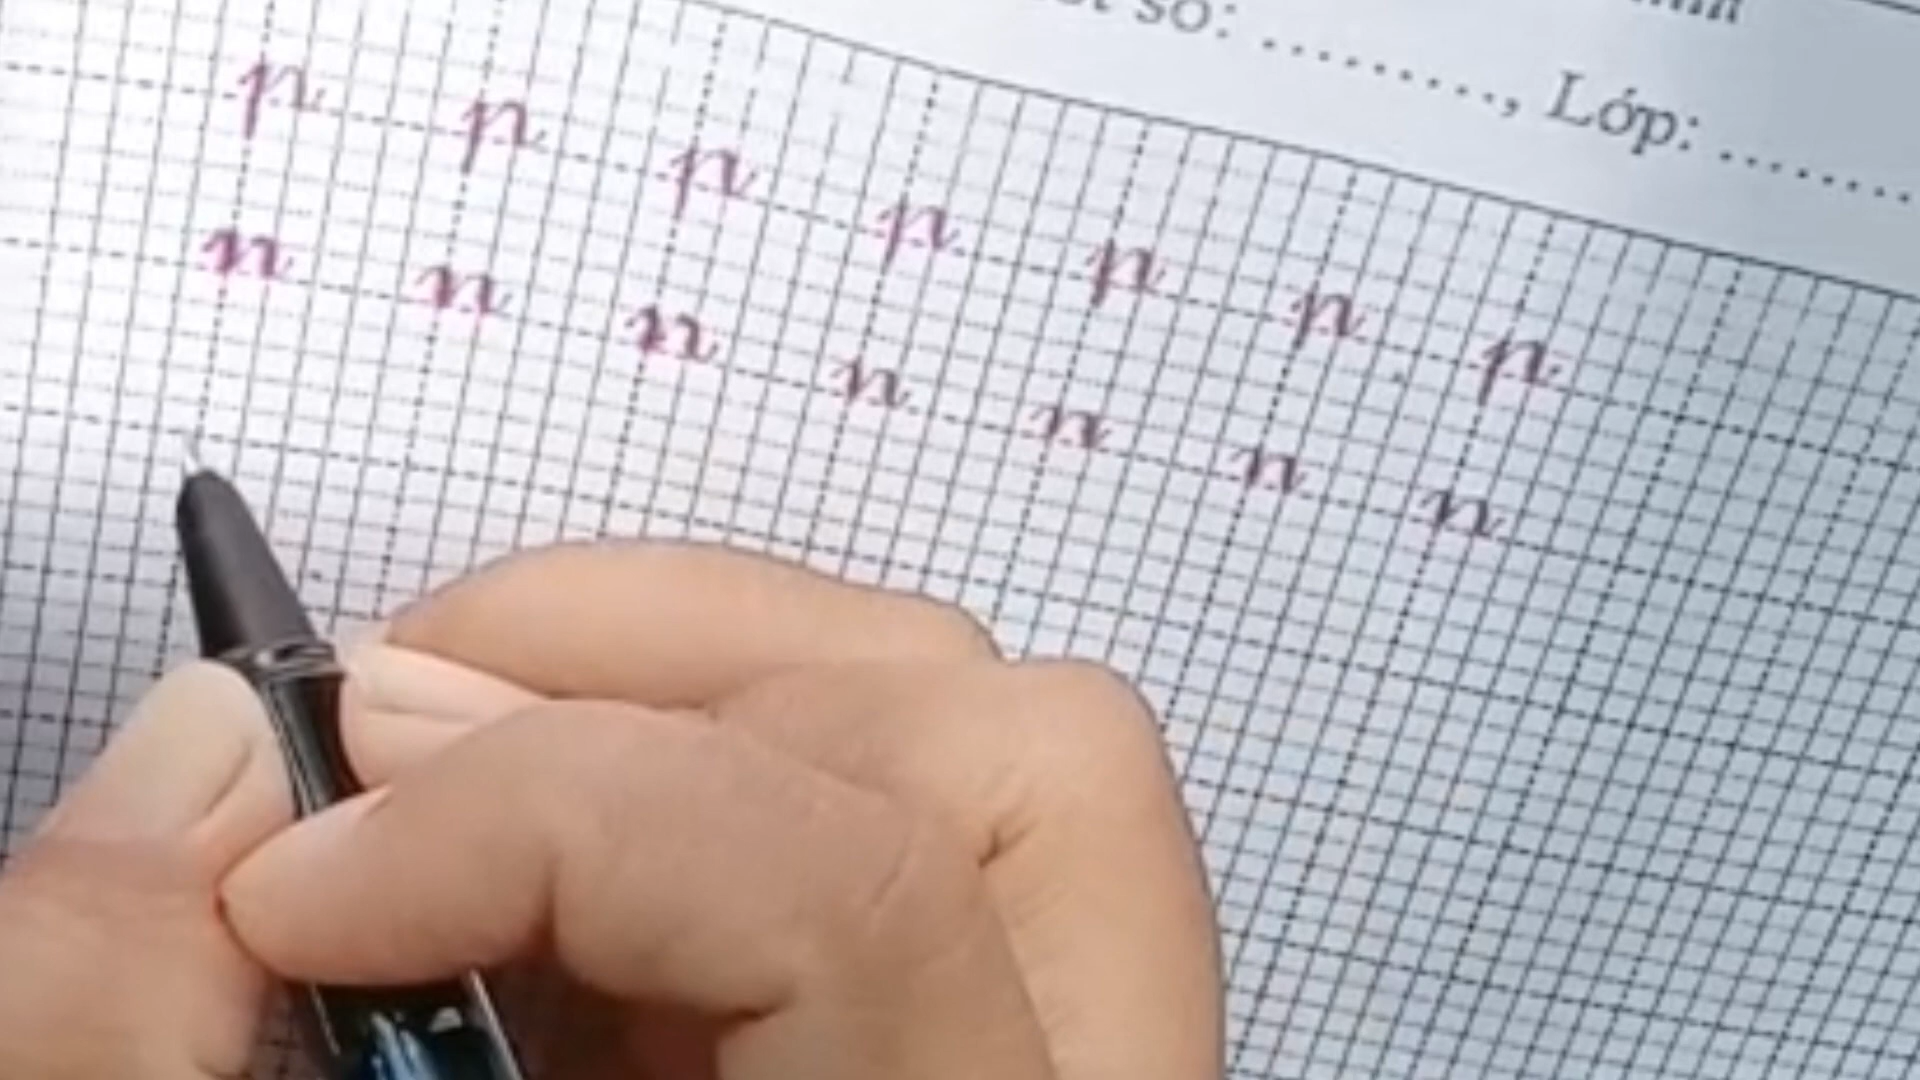 số: ........., Lớp: ........
p p p p p p p
n n n n n n n